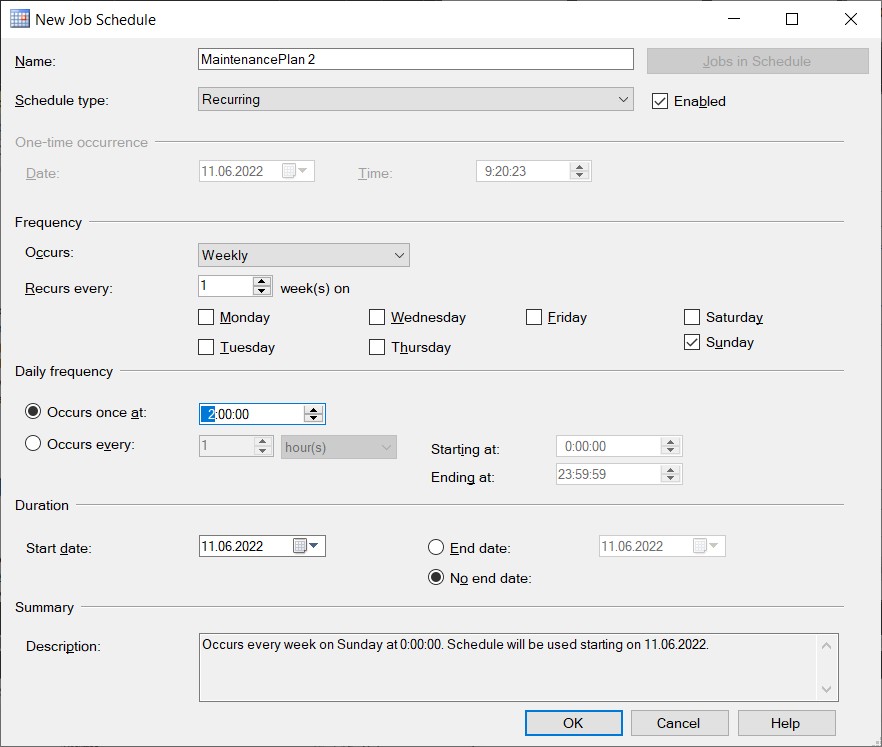 New Job Schedule
Name: MaintenancePlan 2 Jobs in Schedule
Schedule type: Recurring Enabled
One-time occurrence
Date: 11.06.2022 Time: 9:20:23
Frequency
Occurs: Weekly
Recurs every: 1 week(s) on
Monday Wednesday Friday Saturday
Tuesday Thursday Sunday
Daily frequency
Occurs once at: 2:00:00
Occurs every: 1 hour(s) Starting at: 0:00:00
Ending at: 23:59:59
Duration
Start date: 11.06.2022 End date: 11.06.2022
No end date:
Summary
Description: Occurs every week on Sunday at 0:00:00. Schedule will be used starting on 11.06.2022.
OK Cancel Help